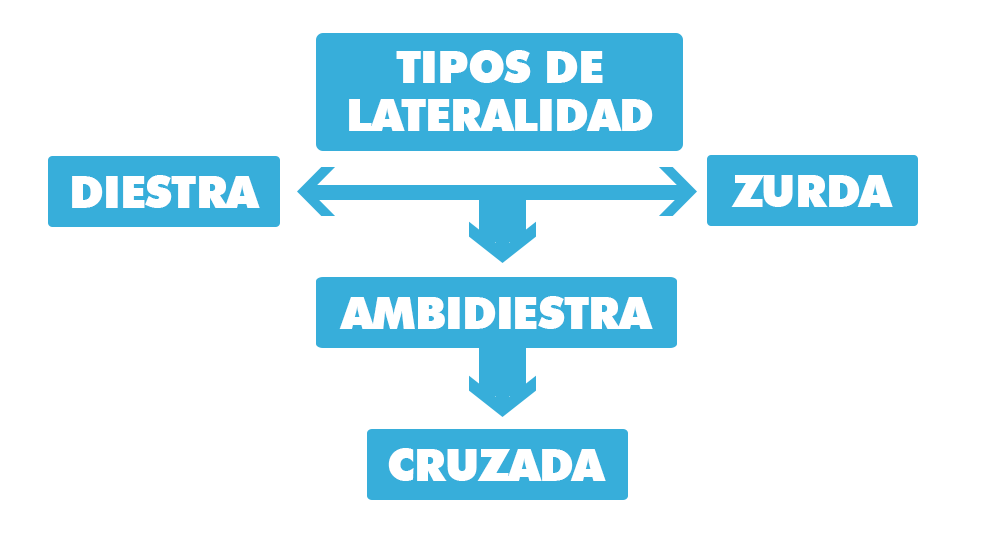 TIPOS DE
LATERALIDAD
DIESTRA
ZURDA
AMBIDIESTRA
CRUZADA